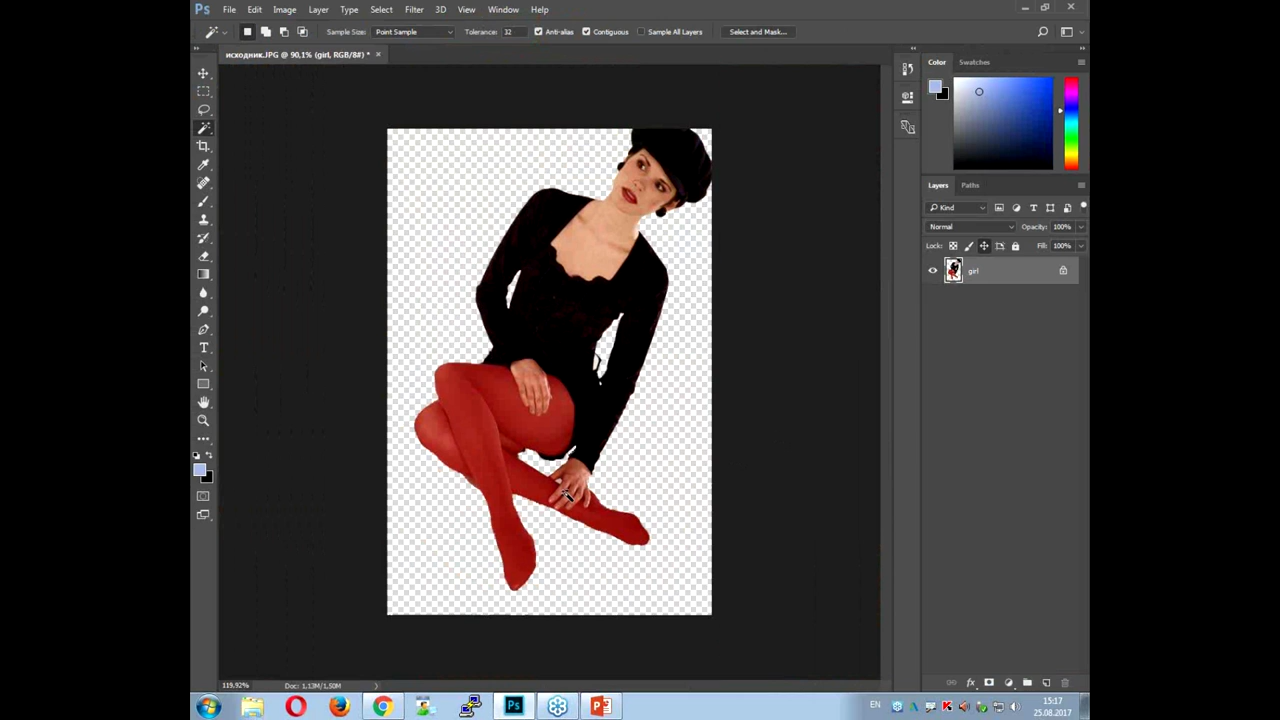 Ps File Edit Image Layer Type Select Filter 3D View Window Help
Sample Size: Point Sample Tolerance: 32 Anti-alias Contiguous Sample All Layers Select and Mask...
исходник.JPG @ 90,1% (girl, RGB/8#) * ×
Color Swatches
Layers Paths
Kind
Normal Opacity: 100%
Lock: Fill: 100%
girl
119.92% Doc: 1,13M/1,50M
EN 15:17
25.08.2017